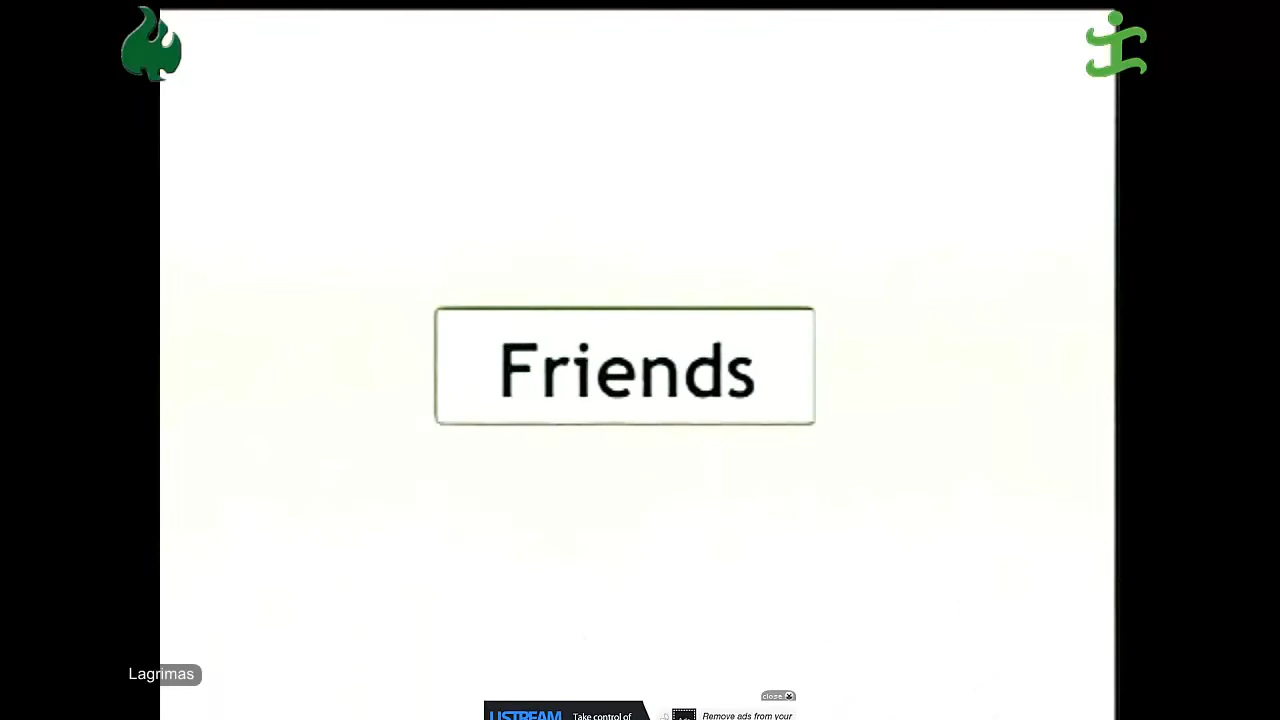 Friends
Lagrimas
close
USTREAM Take control of
Remove ads from your